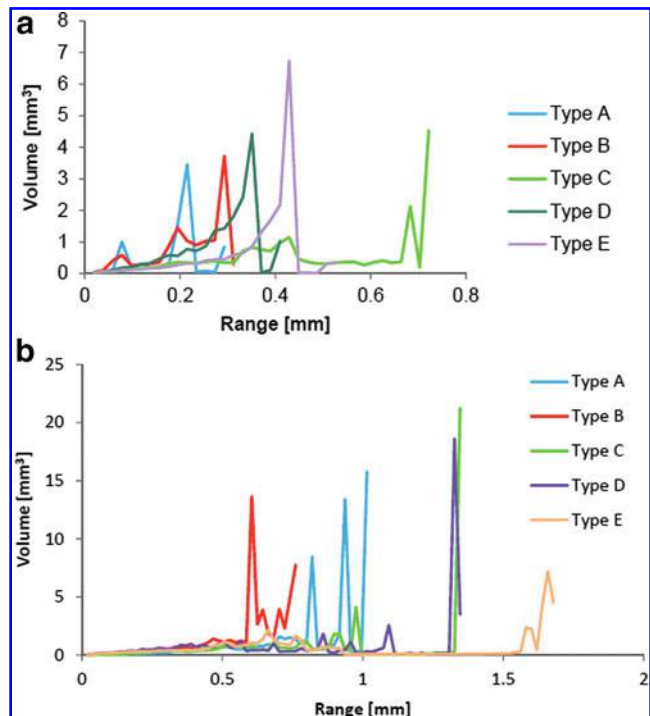 a
8
7
6
5
4
3
2
1
0
Volume [mm³]
0 0.2 0.4 0.6 0.8
Range [mm]
Type A
Type B
Type C
Type D
Type E
b
25
20
15
10
5
0
Volume [mm³]
0 0.5 1 1.5 2
Range [mm]
Type A
Type B
Type C
Type D
Type E